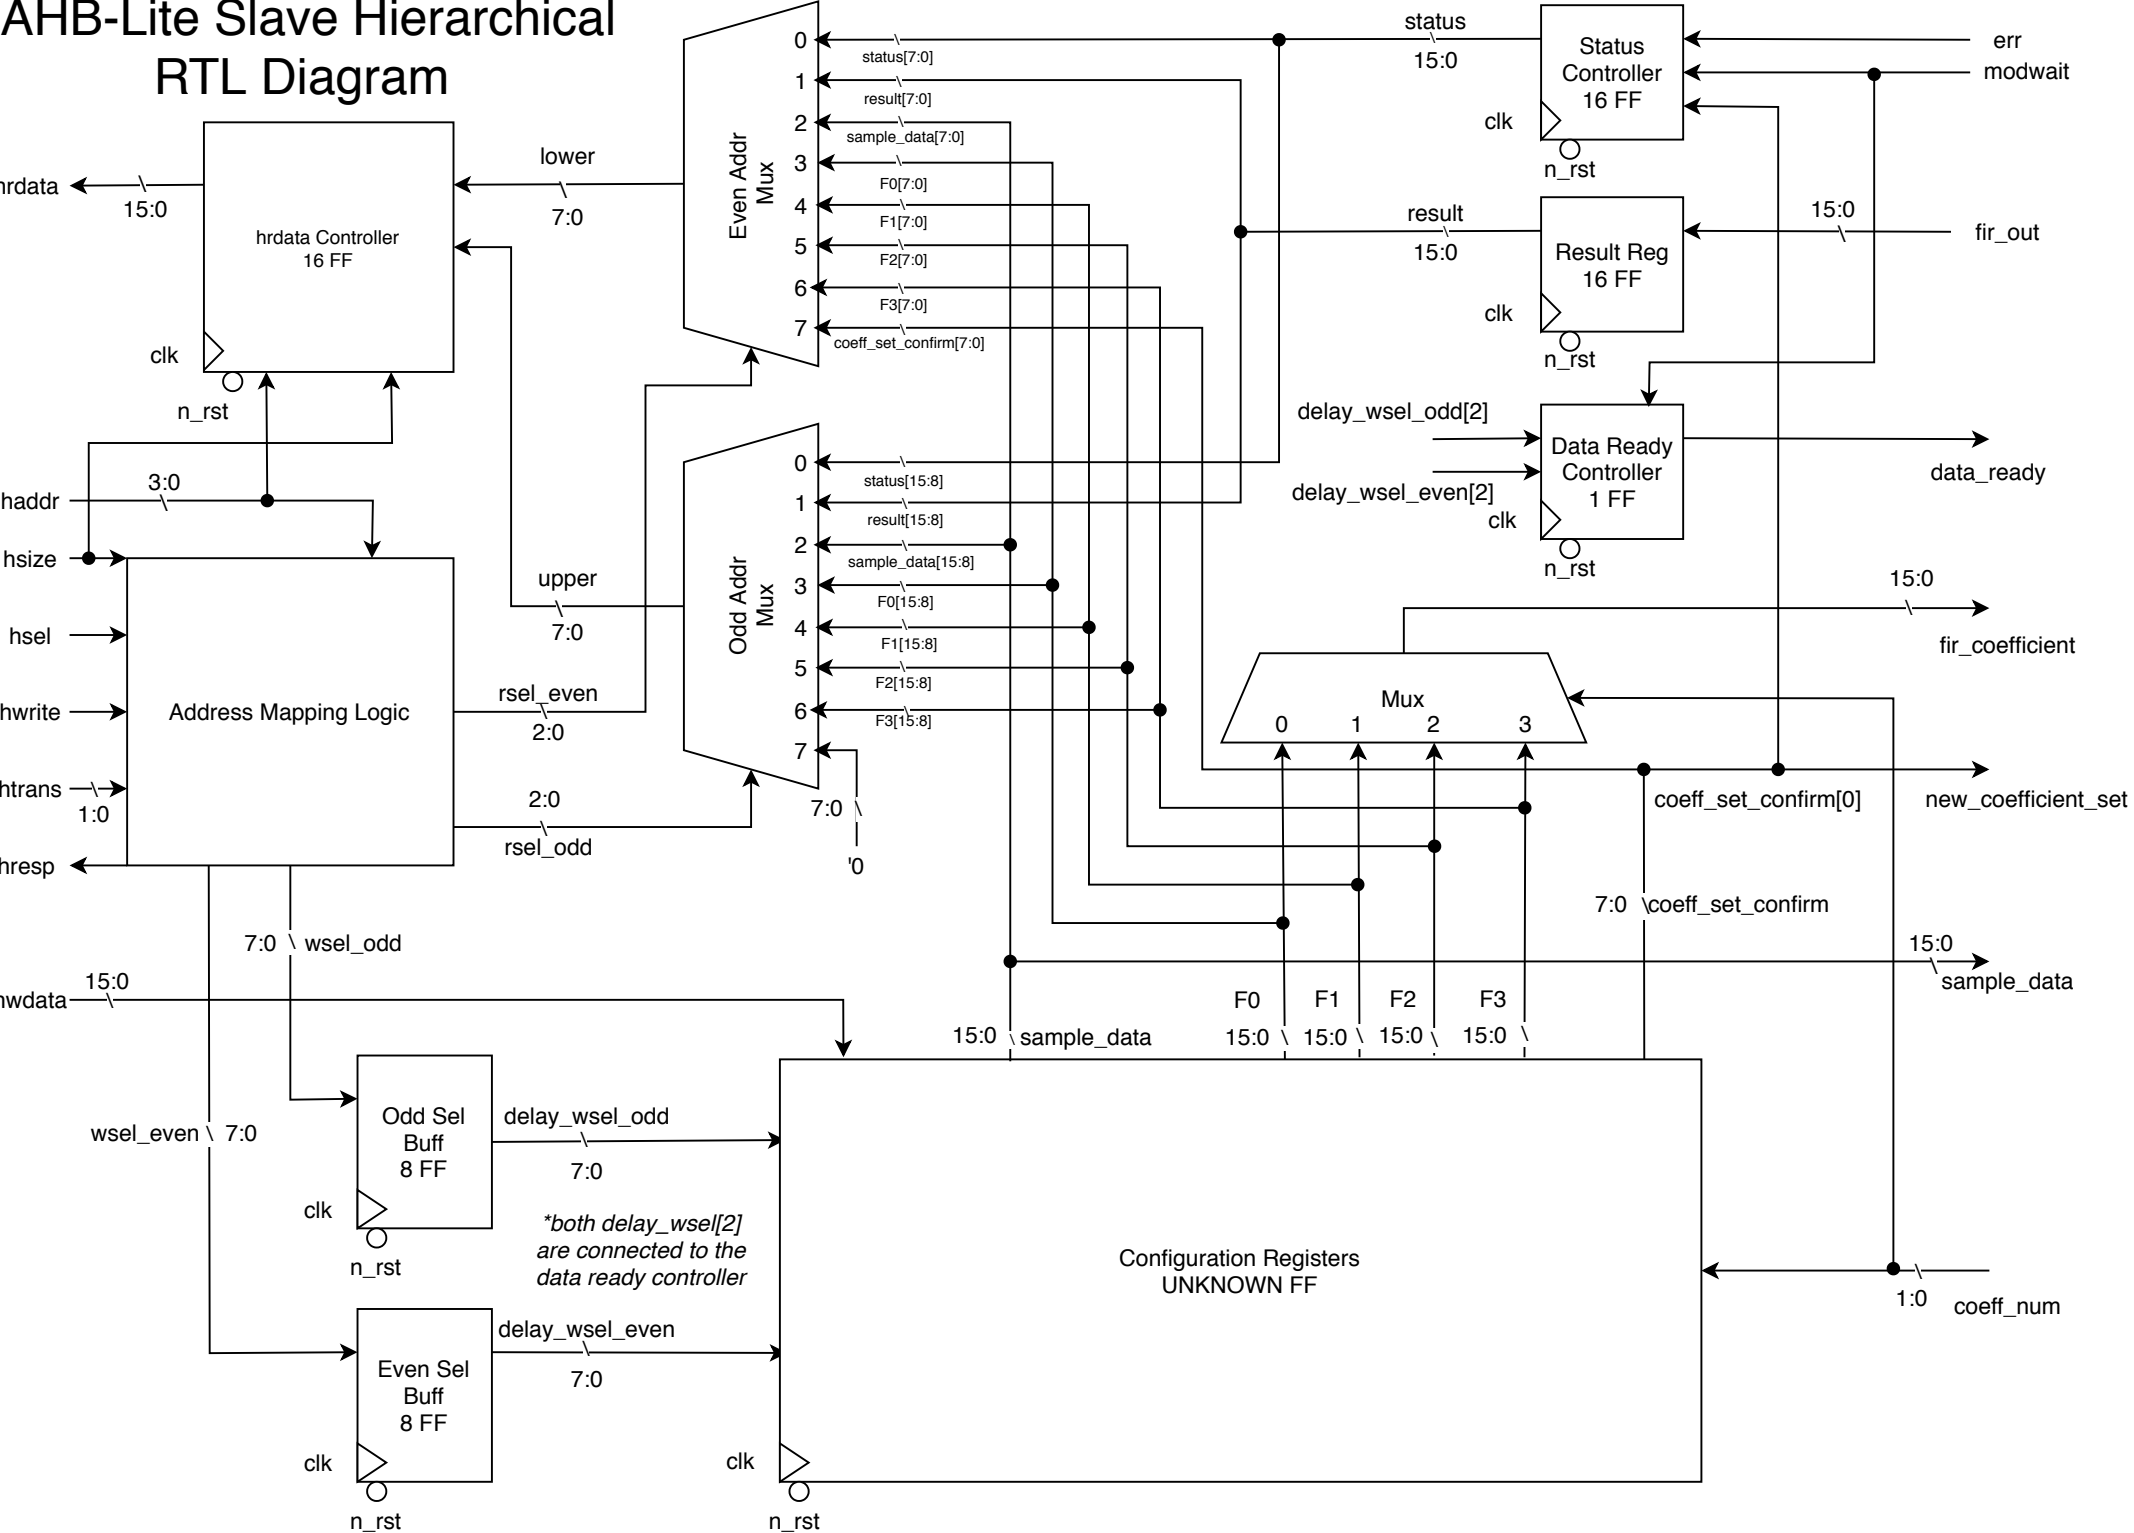 AHB-Lite Slave Hierarchical
RTL Diagram
hrdata
15:0
hrdata Controller
16 FF
clk
n_rst
lower
7:0
Even Addr
Mux
0
1
2
3
4
5
6
7
status[7:0]
result[7:0]
sample_data[7:0]
F0[7:0]
F1[7:0]
F2[7:0]
F3[7:0]
coeff_set_confirm[7:0]
status
15:0
Status
Controller
16 FF
clk
n_rst
err
modwait
result
15:0
Result Reg
16 FF
clk
n_rst
15:0
fir_out
delay_wsel_odd[2]
delay_wsel_even[2]
Data Ready
Controller
1 FF
clk
n_rst
data_ready
haddr
3:0
hsize
hsel
hwrite
htrans
1:0
hresp
Address Mapping Logic
upper
7:0
rsel_even
2:0
2:0
rsel_odd
Odd Addr
Mux
0
1
2
3
4
5
6
7
status[15:8]
result[15:8]
sample_data[15:8]
F0[15:8]
F1[15:8]
F2[15:8]
F3[15:8]
7:0
'0
15:0
fir_coefficient
Mux
0
1
2
3
coeff_set_confirm[0]
new_coefficient_set
7:0
coeff_set_confirm
15:0
sample_data
7:0
wsel_odd
hwdata
15:0
wsel_even
7:0
Odd Sel
Buff
8 FF
clk
n_rst
delay_wsel_odd
7:0
*both delay_wsel[2]
are connected to the
data ready controller
Even Sel
Buff
8 FF
clk
n_rst
delay_wsel_even
7:0
15:0
sample_data
F0
15:0
F1
15:0
F2
15:0
F3
15:0
Configuration Registers
UNKNOWN FF
clk
n_rst
1:0
coeff_num